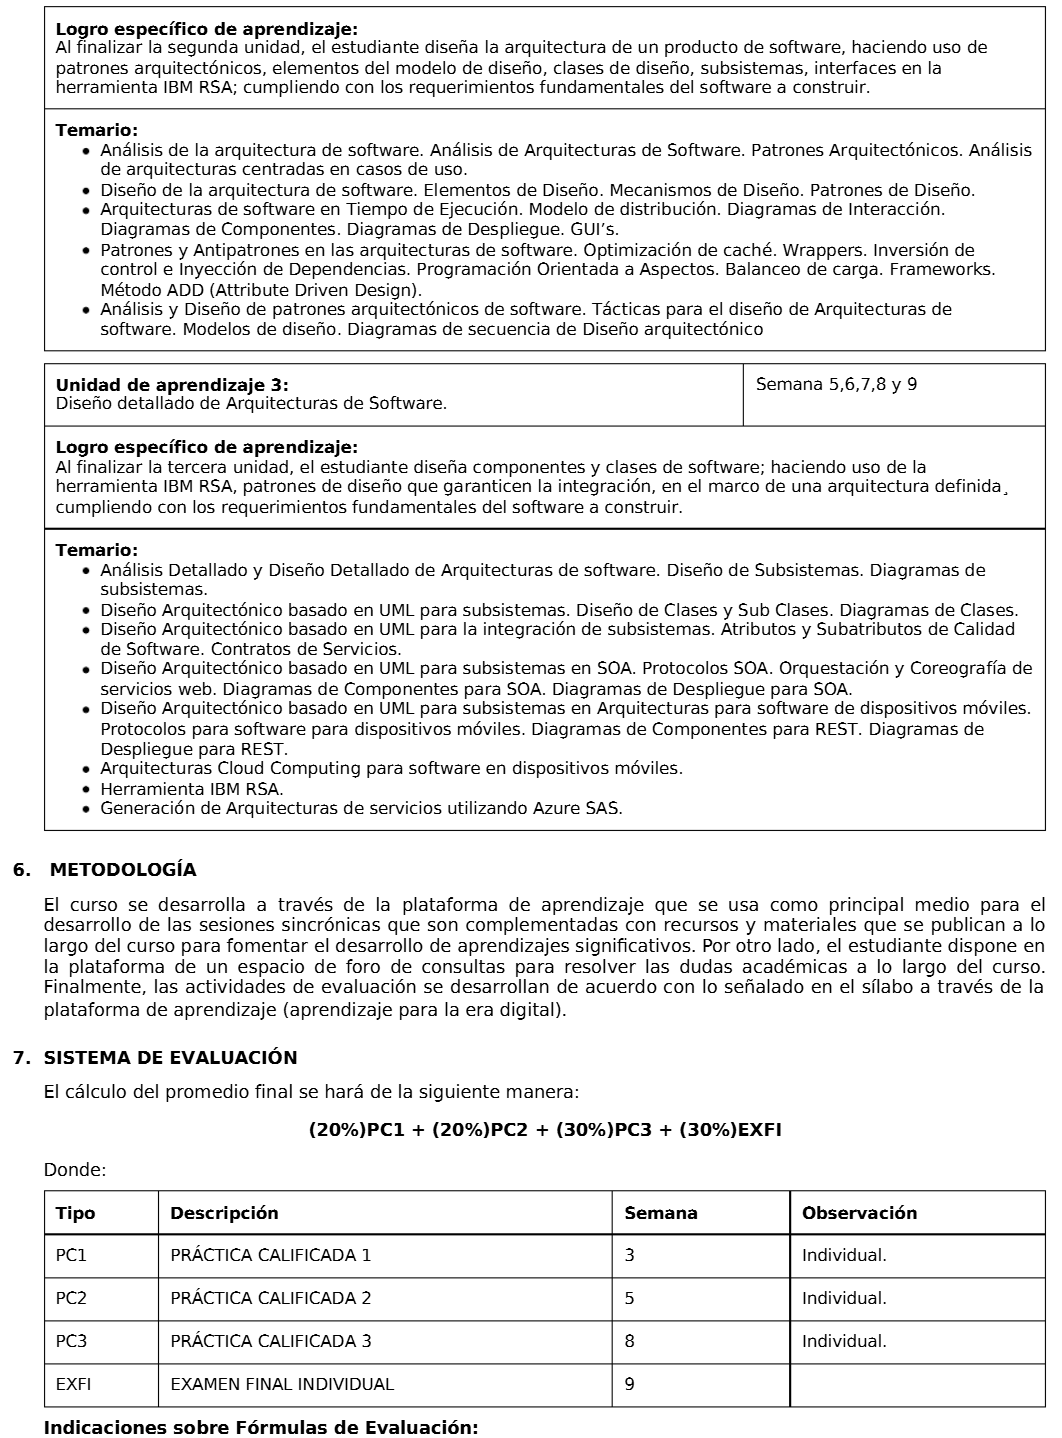 Logro específico de aprendizaje:
Al finalizar la segunda unidad, el estudiante diseña la arquitectura de un producto de software, haciendo uso de
patrones arquitectónicos, elementos del modelo de diseño, clases de diseño, subsistemas, interfaces en la
herramienta IBM RSA; cumpliendo con los requerimientos fundamentales del software a construir.
Temario:
• Análisis de la arquitectura de software. Análisis de Arquitecturas de Software. Patrones Arquitectónicos. Análisis
de arquitecturas centradas en casos de uso.
• Diseño de la arquitectura de software. Elementos de Diseño. Mecanismos de Diseño. Patrones de Diseño.
• Arquitecturas de software en Tiempo de Ejecución. Modelo de distribución. Diagramas de Interacción.
Diagramas de Componentes. Diagramas de Despliegue. GUI’s.
• Patrones y Antipatrones en las arquitecturas de software. Optimización de caché. Wrappers. Inversión de
control e Inyección de Dependencias. Programación Orientada a Aspectos. Balanceo de carga. Frameworks.
Método ADD (Attribute Driven Design).
• Análisis y Diseño de patrones arquitectónicos de software. Tácticas para el diseño de Arquitecturas de
software. Modelos de diseño. Diagramas de secuencia de Diseño arquitectónico
Unidad de aprendizaje 3:
Diseño detallado de Arquitecturas de Software.
Semana 5,6,7,8 y 9
Logro específico de aprendizaje:
Al finalizar la tercera unidad, el estudiante diseña componentes y clases de software; haciendo uso de la
herramienta IBM RSA, patrones de diseño que garanticen la integración, en el marco de una arquitectura definida¸
cumpliendo con los requerimientos fundamentales del software a construir.
Temario:
• Análisis Detallado y Diseño Detallado de Arquitecturas de software. Diseño de Subsistemas. Diagramas de
subsistemas.
• Diseño Arquitectónico basado en UML para subsistemas. Diseño de Clases y Sub Clases. Diagramas de Clases.
• Diseño Arquitectónico basado en UML para la integración de subsistemas. Atributos y Subatributos de Calidad
de Software. Contratos de Servicios.
• Diseño Arquitectónico basado en UML para subsistemas en SOA. Protocolos SOA. Orquestación y Coreografía de
servicios web. Diagramas de Componentes para SOA. Diagramas de Despliegue para SOA.
• Diseño Arquitectónico basado en UML para subsistemas en Arquitecturas para software de dispositivos móviles.
Protocolos para software para dispositivos móviles. Diagramas de Componentes para REST. Diagramas de
Despliegue para REST.
• Arquitecturas Cloud Computing para software en dispositivos móviles.
• Herramienta IBM RSA.
• Generación de Arquitecturas de servicios utilizando Azure SAS.
6. METODOLOGÍA
El curso se desarrolla a través de la plataforma de aprendizaje que se usa como principal medio para el
desarrollo de las sesiones sincrónicas que son complementadas con recursos y materiales que se publican a lo
largo del curso para fomentar el desarrollo de aprendizajes significativos. Por otro lado, el estudiante dispone en
la plataforma de un espacio de foro de consultas para resolver las dudas académicas a lo largo del curso.
Finalmente, las actividades de evaluación se desarrollan de acuerdo con lo señalado en el sílabo a través de la
plataforma de aprendizaje (aprendizaje para la era digital).
7. SISTEMA DE EVALUACIÓN
El cálculo del promedio final se hará de la siguiente manera:
(20%)PC1 + (20%)PC2 + (30%)PC3 + (30%)EXFI
Donde:
Tipo Descripción Semana Observación
PC1 PRÁCTICA CALIFICADA 1 3 Individual.
PC2 PRÁCTICA CALIFICADA 2 5 Individual.
PC3 PRÁCTICA CALIFICADA 3 8 Individual.
EXFI EXAMEN FINAL INDIVIDUAL 9
Indicaciones sobre Fórmulas de Evaluación: